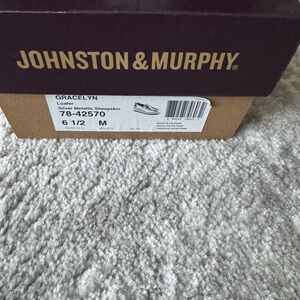 JOHNSTON & MURPHY®
GRACELYN
Loafer
Silver Metallic Sheepskin
78-42570
6 1/2 M